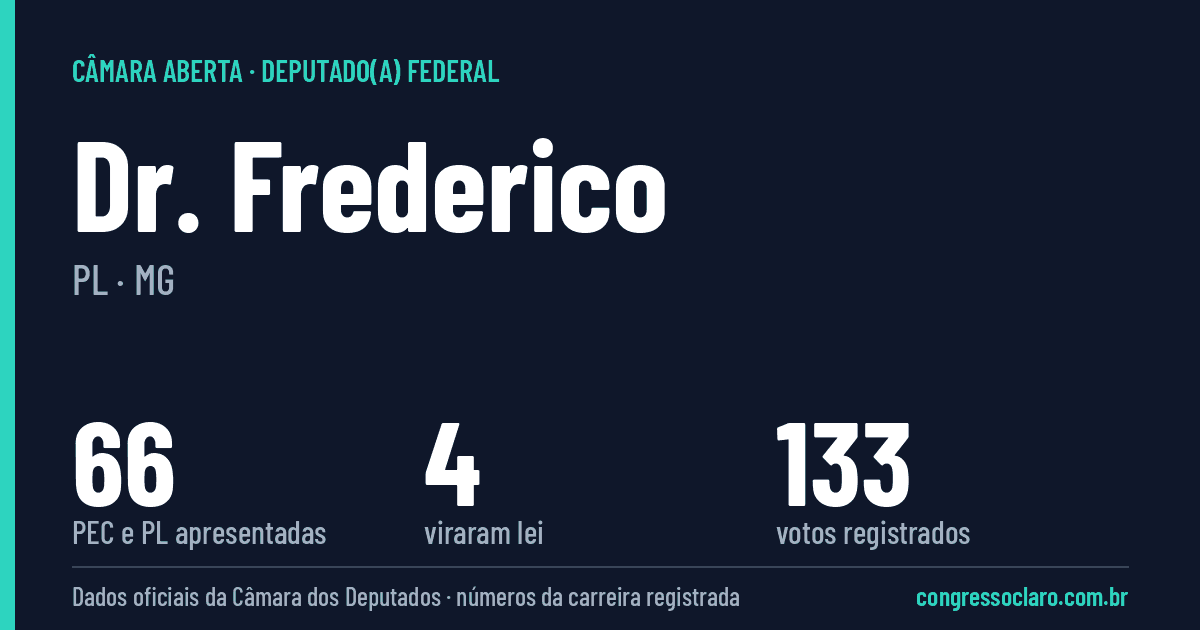 CÂMARA ABERTA · DEPUTADO(A) FEDERAL
Dr. Frederico
PL · MG
66 4 133
PEC e PL apresentadas viraram lei votos registrados
Dados oficiais da Câmara dos Deputados · números da carreira registrada congressoclaro.com.br